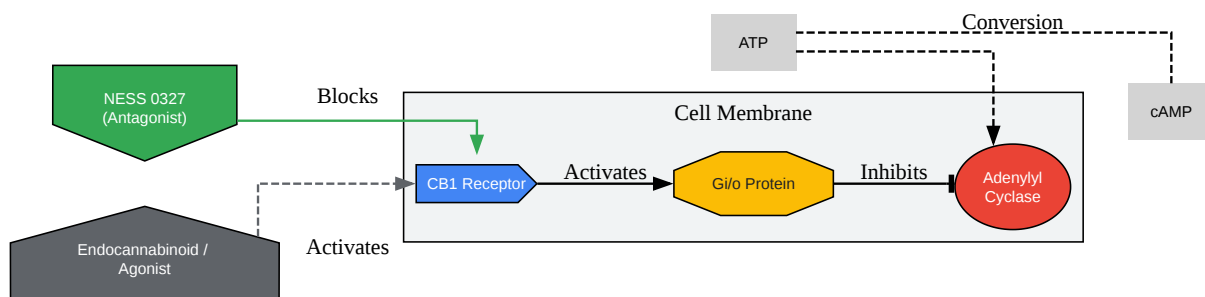 Conversion
ATP
NESS 0327
(Antagonist)
Blocks
Cell Membrane
cAMP
CB1 Receptor
Activates
Gi/o Protein
Inhibits
Adenylyl
Cyclase
Endocannabinoid /
Agonist
Activates